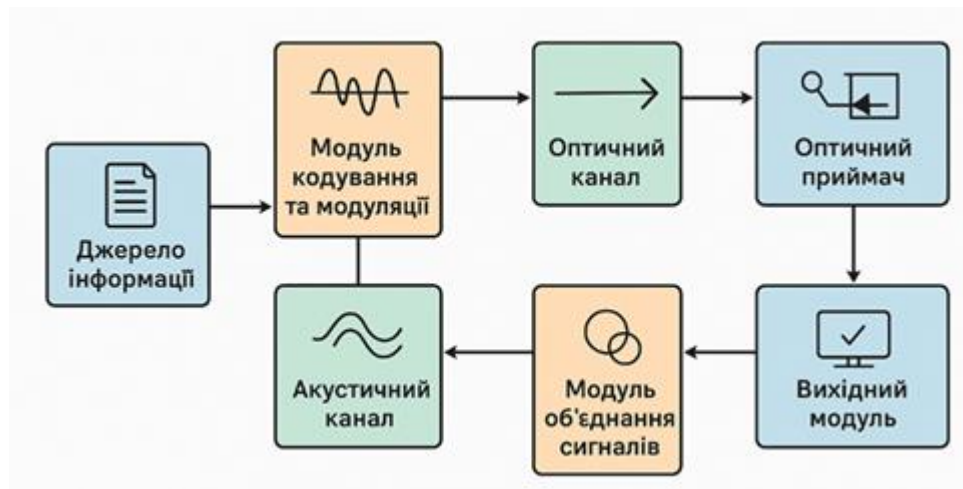 Джерело
інформації
Модуль
кодування
та модуляції
Оптичний
канал
Оптичний
приймач
Акустичний
канал
Модуль
об'єднання
сигналів
Вихідний
модуль